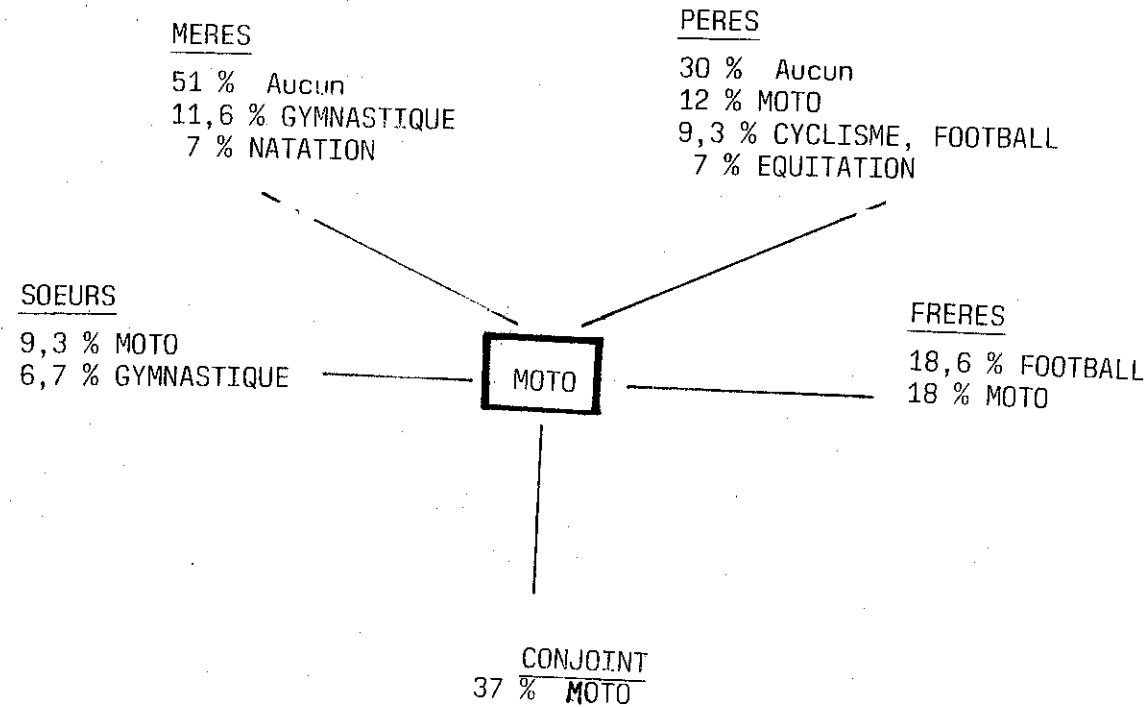 MERES
51 % Aucun
11,6 % GYMNASTIQUE
7 % NATATION
PERES
30 % Aucun
12 % MOTO
9,3 % CYCLISME, FOOTBALL
7 % EQUITATION
SOEURS
9,3 % MOTO
6,7 % GYMNASTIQUE
MOTO
FRERES
18,6 % FOOTBALL
18 % MOTO
CONJOINT
37 % MOTO